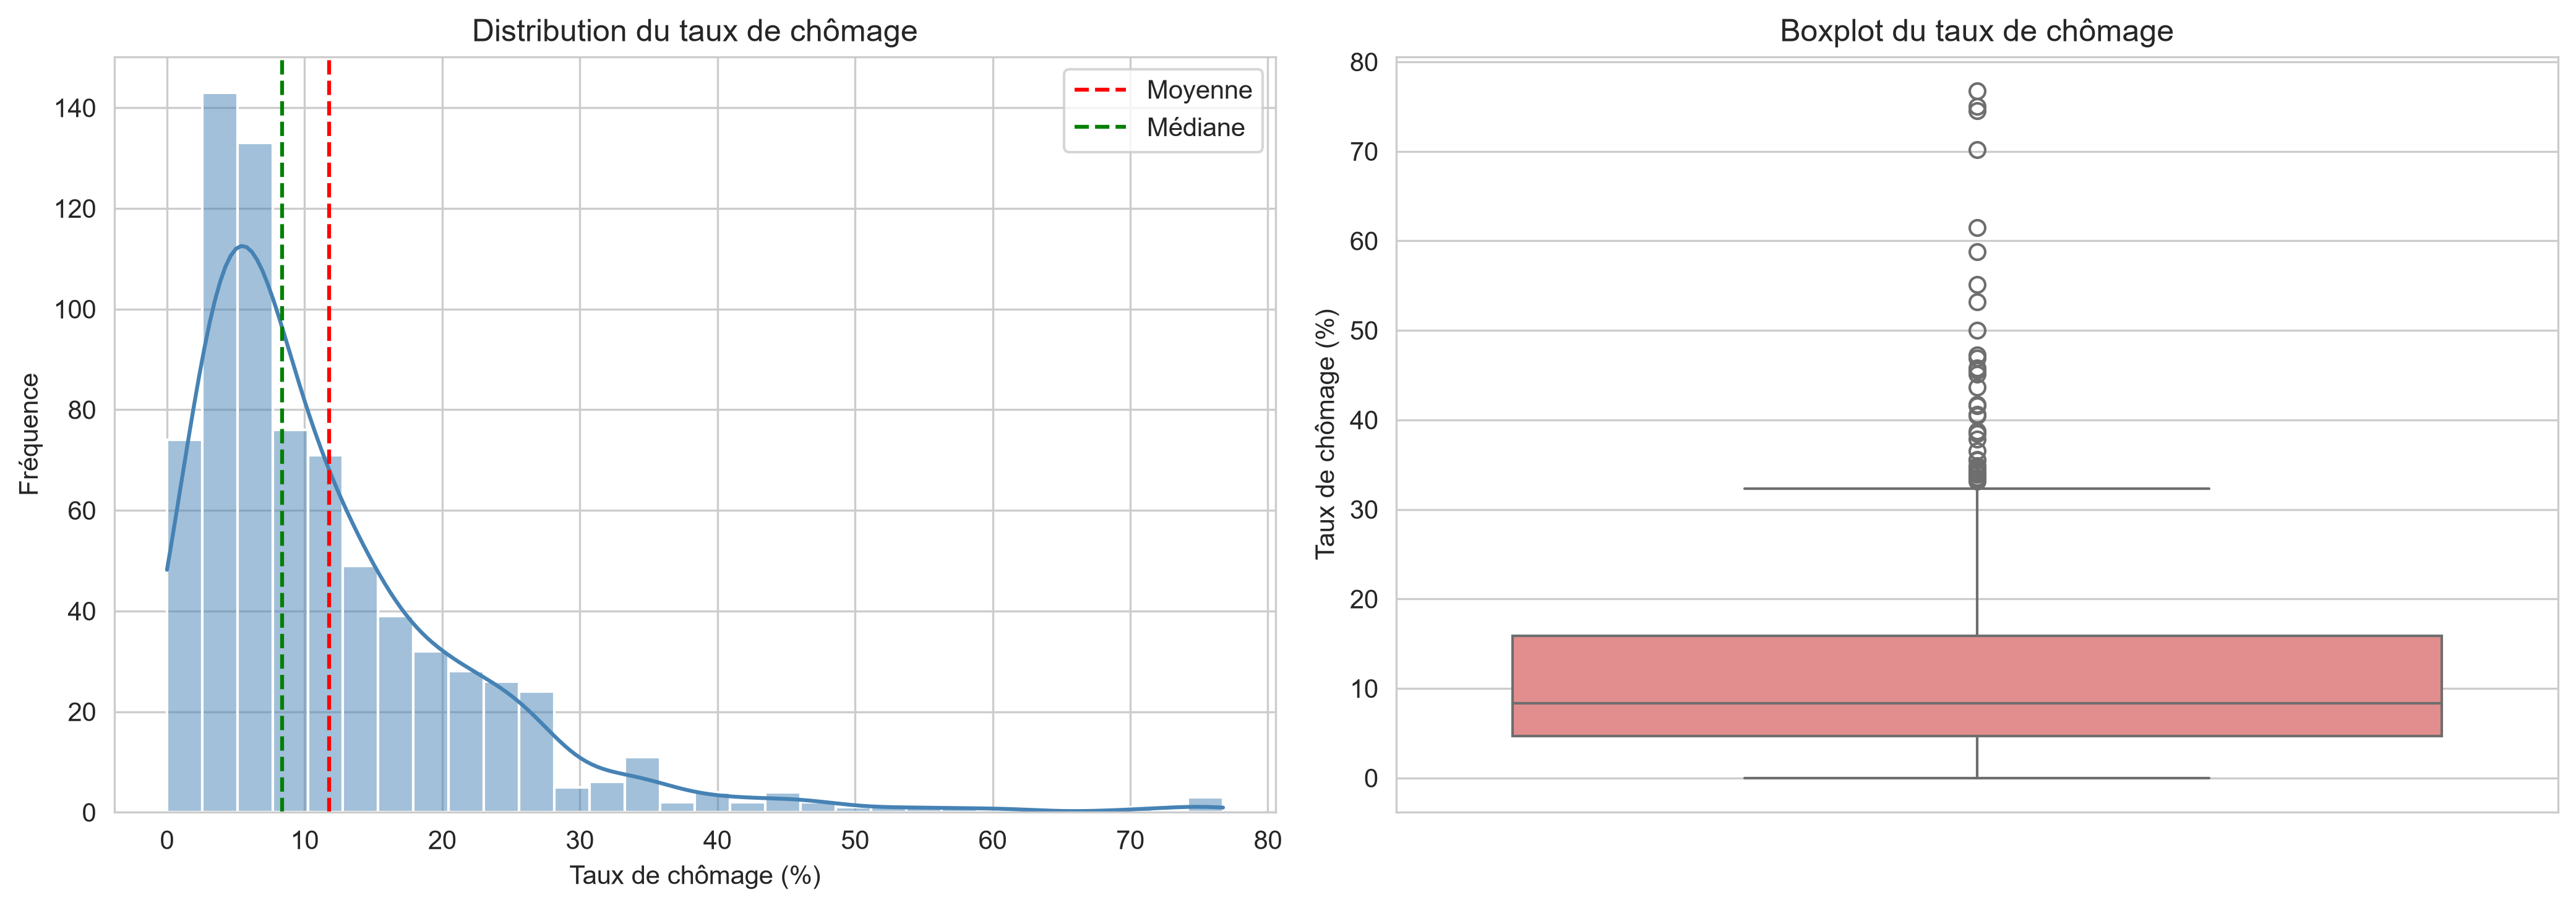 Distribution du taux de chômage
Fréquence
140
120
100
80
60
40
20
0
0 10 20 30 40 50 60 70 80
Taux de chômage (%)
Moyenne
Médiane
Boxplot du taux de chômage
Taux de chômage (%)
80
70
60
50
40
30
20
10
0